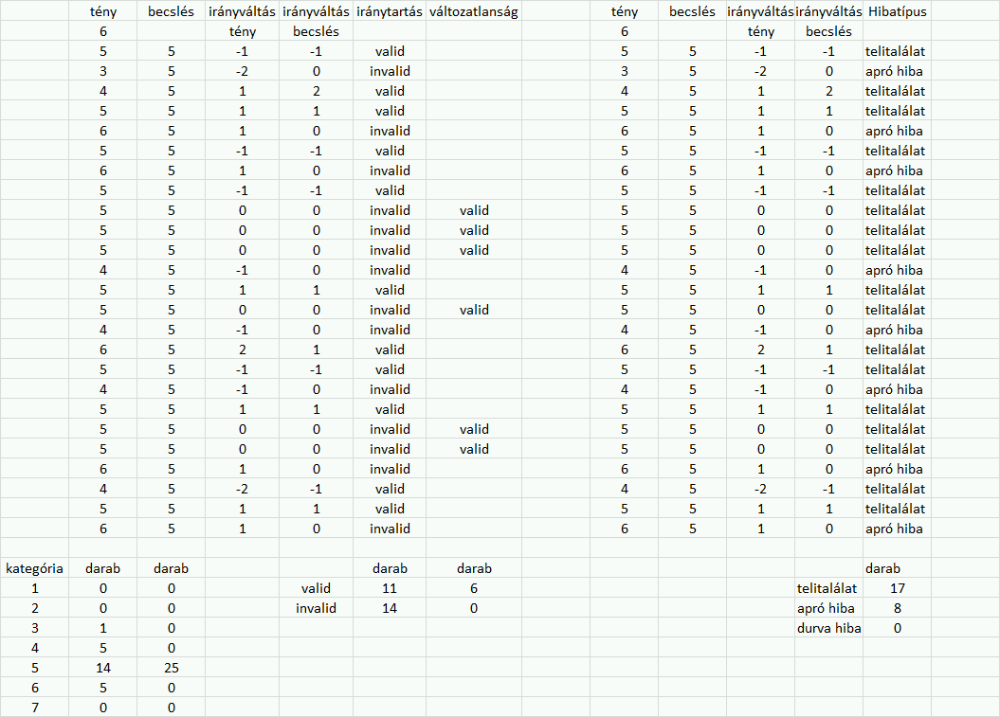 tény becslés irányváltás irányváltás iránytartás változatlanság tény becslés irányváltás irányváltás Hibatípus
6 tény becslés 6 tény becslés
5 5 -1 -1 valid 5 5 -1 -1 telitalálat
3 5 -2 0 invalid 3 5 -2 0 apró hiba
4 5 1 2 valid 4 5 1 2 telitalálat
5 5 1 1 valid 5 5 1 1 telitalálat
6 5 1 0 invalid 6 5 1 0 apró hiba
5 5 -1 -1 valid 5 5 -1 -1 telitalálat
6 5 1 0 invalid 6 5 1 0 apró hiba
5 5 -1 -1 valid 5 5 -1 -1 telitalálat
5 5 0 0 invalid valid 5 5 0 0 telitalálat
5 5 0 0 invalid valid 5 5 0 0 telitalálat
5 5 0 0 invalid valid 5 5 0 0 telitalálat
4 5 -1 0 invalid 4 5 -1 0 apró hiba
5 5 1 1 valid 5 5 1 1 telitalálat
5 5 0 0 invalid valid 5 5 0 0 telitalálat
4 5 -1 0 invalid 4 5 -1 0 apró hiba
6 5 2 1 valid 6 5 2 1 telitalálat
5 5 -1 -1 valid 5 5 -1 -1 telitalálat
4 5 -1 0 invalid 4 5 -1 0 apró hiba
5 5 1 1 valid 5 5 1 1 telitalálat
5 5 0 0 invalid valid 5 5 0 0 telitalálat
5 5 0 0 invalid valid 5 5 0 0 telitalálat
6 5 1 0 invalid 6 5 1 0 apró hiba
4 5 -2 -1 valid 4 5 -2 -1 telitalálat
5 5 1 1 valid 5 5 1 1 telitalálat
6 5 1 0 invalid 6 5 1 0 apró hiba
kategória darab darab darab darab darab
1 0 0 valid 11 6 telitalálat 17
2 0 0 invalid 14 0 apró hiba 8
3 1 0 durva hiba 0
4 5 0
5 14 25
6 5 0
7 0 0